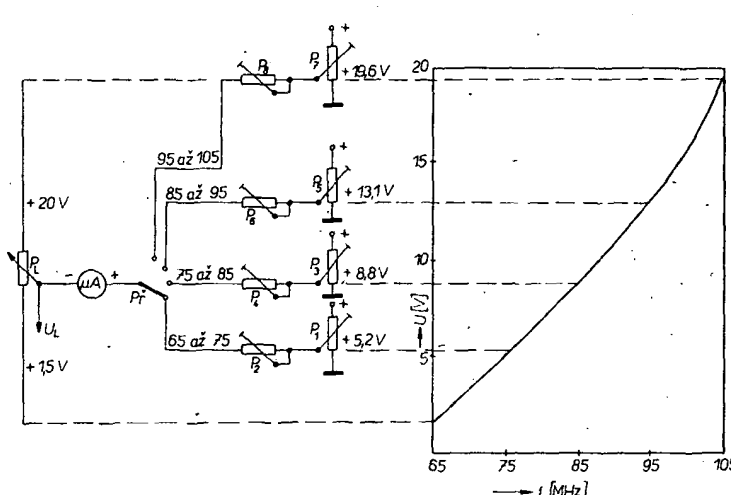 +
P8
P7
+ 19,6 V
95 až 105
+
85 až 95
P5
+ 13,1 V
P6
+ 20 V
+
PL
- µA +
Př
75 až 85
P3
+ 8,8 V
P4
UL
+
65 až 75
P1
+ 5,2 V
P2
+ 1,5 V
20
15
10
5
U [V]
65 75 85 95 105
f [MHz]